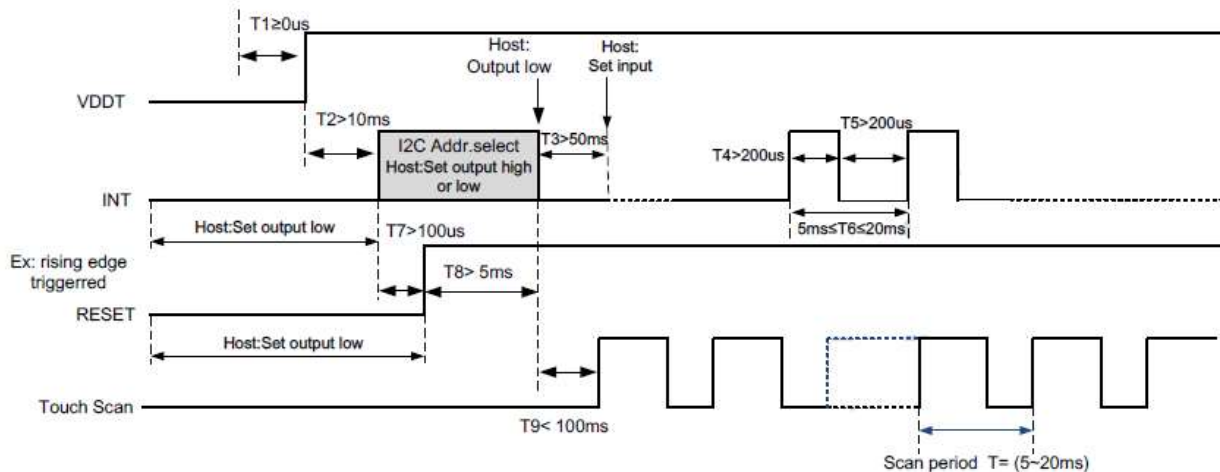 T1≥0us
Host:
Output low
Host:
Set input
VDDT
T2>10ms
I2C Addr.select
Host:Set output high
or low
T3>50ms
T5>200us
T4>200us
INT
Host:Set output low
T7>100us
5ms≤T6≤20ms
Ex: rising edge
triggerred
T8> 5ms
RESET
Host:Set output low
Touch Scan
T9< 100ms
Scan period T= (5~20ms)